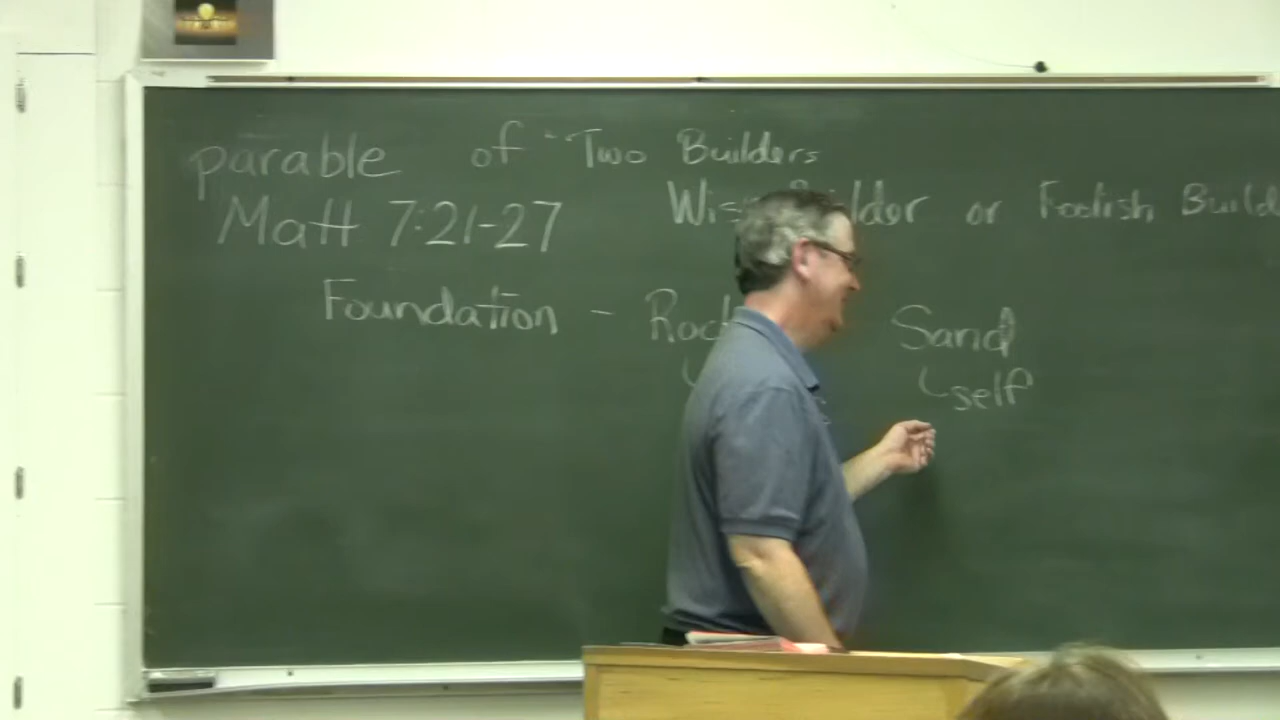 parable of "Two Builders
Matt 7:21-27
or Foolish
Foundation - Sand
self